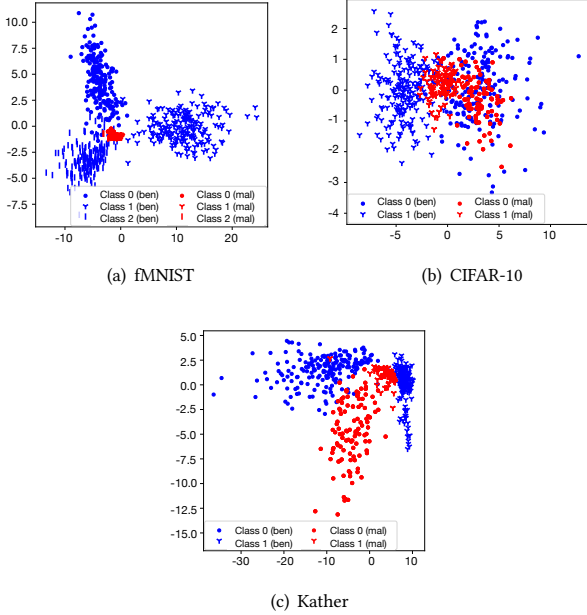 10.0
7.5
5.0
2.5
0.0
-2.5
-5.0
-7.5
Class 0 (ben) Class 0 (mal)
Class 1 (ben) Class 1 (mal)
Class 2 (ben) Class 2 (mal)
-10 0 10 20
(a) fMNIST
2
1
0
-1
-2
-3
-4
Class 0 (ben) Class 0 (mal)
Class 1 (ben) Class 1 (mal)
-5 0 5 10
(b) CIFAR-10
5.0
2.5
0.0
-2.5
-5.0
-7.5
-10.0
-12.5
-15.0
Class 0 (ben) Class 0 (mal)
Class 1 (ben) Class 1 (mal)
-30 -20 -10 0 10
(c) Kather